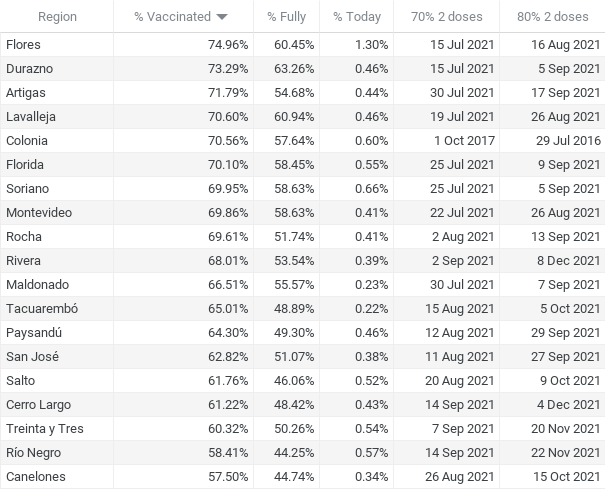 Region % Vaccinated % Fully % Today 70% 2 doses 80% 2 doses
Flores 74.96% 60.45% 1.30% 15 Jul 2021 16 Aug 2021
Durazno 73.29% 63.26% 0.46% 15 Jul 2021 5 Sep 2021
Artigas 71.79% 54.68% 0.44% 30 Jul 2021 17 Sep 2021
Lavalleja 70.60% 60.94% 0.46% 19 Jul 2021 26 Aug 2021
Colonia 70.56% 57.64% 0.60% 1 Oct 2017 29 Jul 2016
Florida 70.10% 58.45% 0.55% 25 Jul 2021 9 Sep 2021
Soriano 69.95% 58.63% 0.66% 25 Jul 2021 5 Sep 2021
Montevideo 69.86% 58.63% 0.41% 22 Jul 2021 26 Aug 2021
Rocha 69.61% 51.74% 0.41% 2 Aug 2021 13 Sep 2021
Rivera 68.01% 53.54% 0.39% 2 Sep 2021 8 Dec 2021
Maldonado 66.51% 55.57% 0.23% 30 Jul 2021 7 Sep 2021
Tacuarembó 65.01% 48.89% 0.22% 15 Aug 2021 5 Oct 2021
Paysandú 64.30% 49.30% 0.46% 12 Aug 2021 29 Sep 2021
San José 62.82% 51.07% 0.38% 11 Aug 2021 27 Sep 2021
Salto 61.76% 46.06% 0.52% 20 Aug 2021 9 Oct 2021
Cerro Largo 61.22% 48.42% 0.43% 14 Sep 2021 4 Dec 2021
Treinta y Tres 60.32% 50.26% 0.54% 7 Sep 2021 20 Nov 2021
Río Negro 58.41% 44.25% 0.57% 14 Sep 2021 22 Nov 2021
Canelones 57.50% 44.74% 0.34% 26 Aug 2021 15 Oct 2021